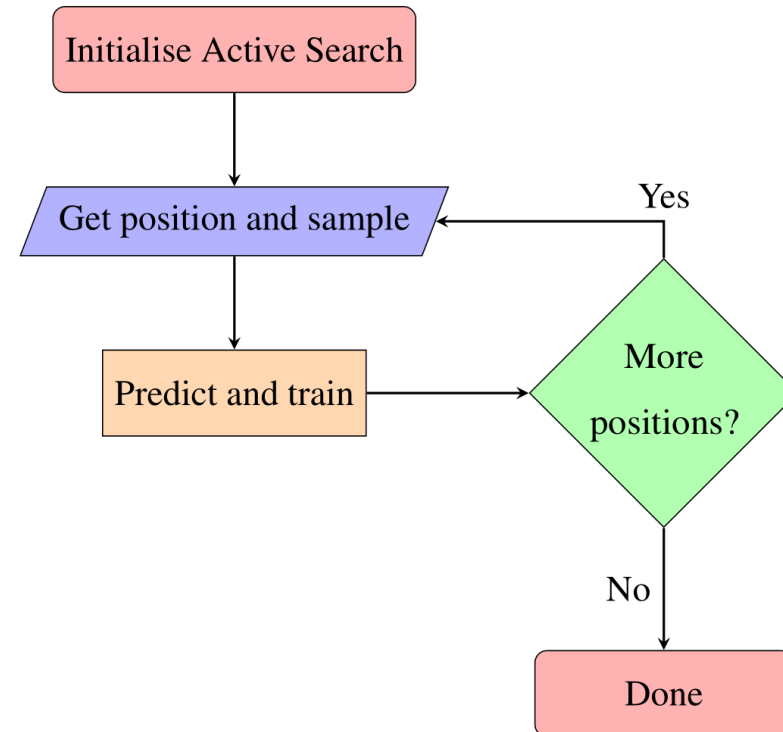 Initialise Active Search
Yes
Get position and sample
More
Predict and train
positions?
No
Done